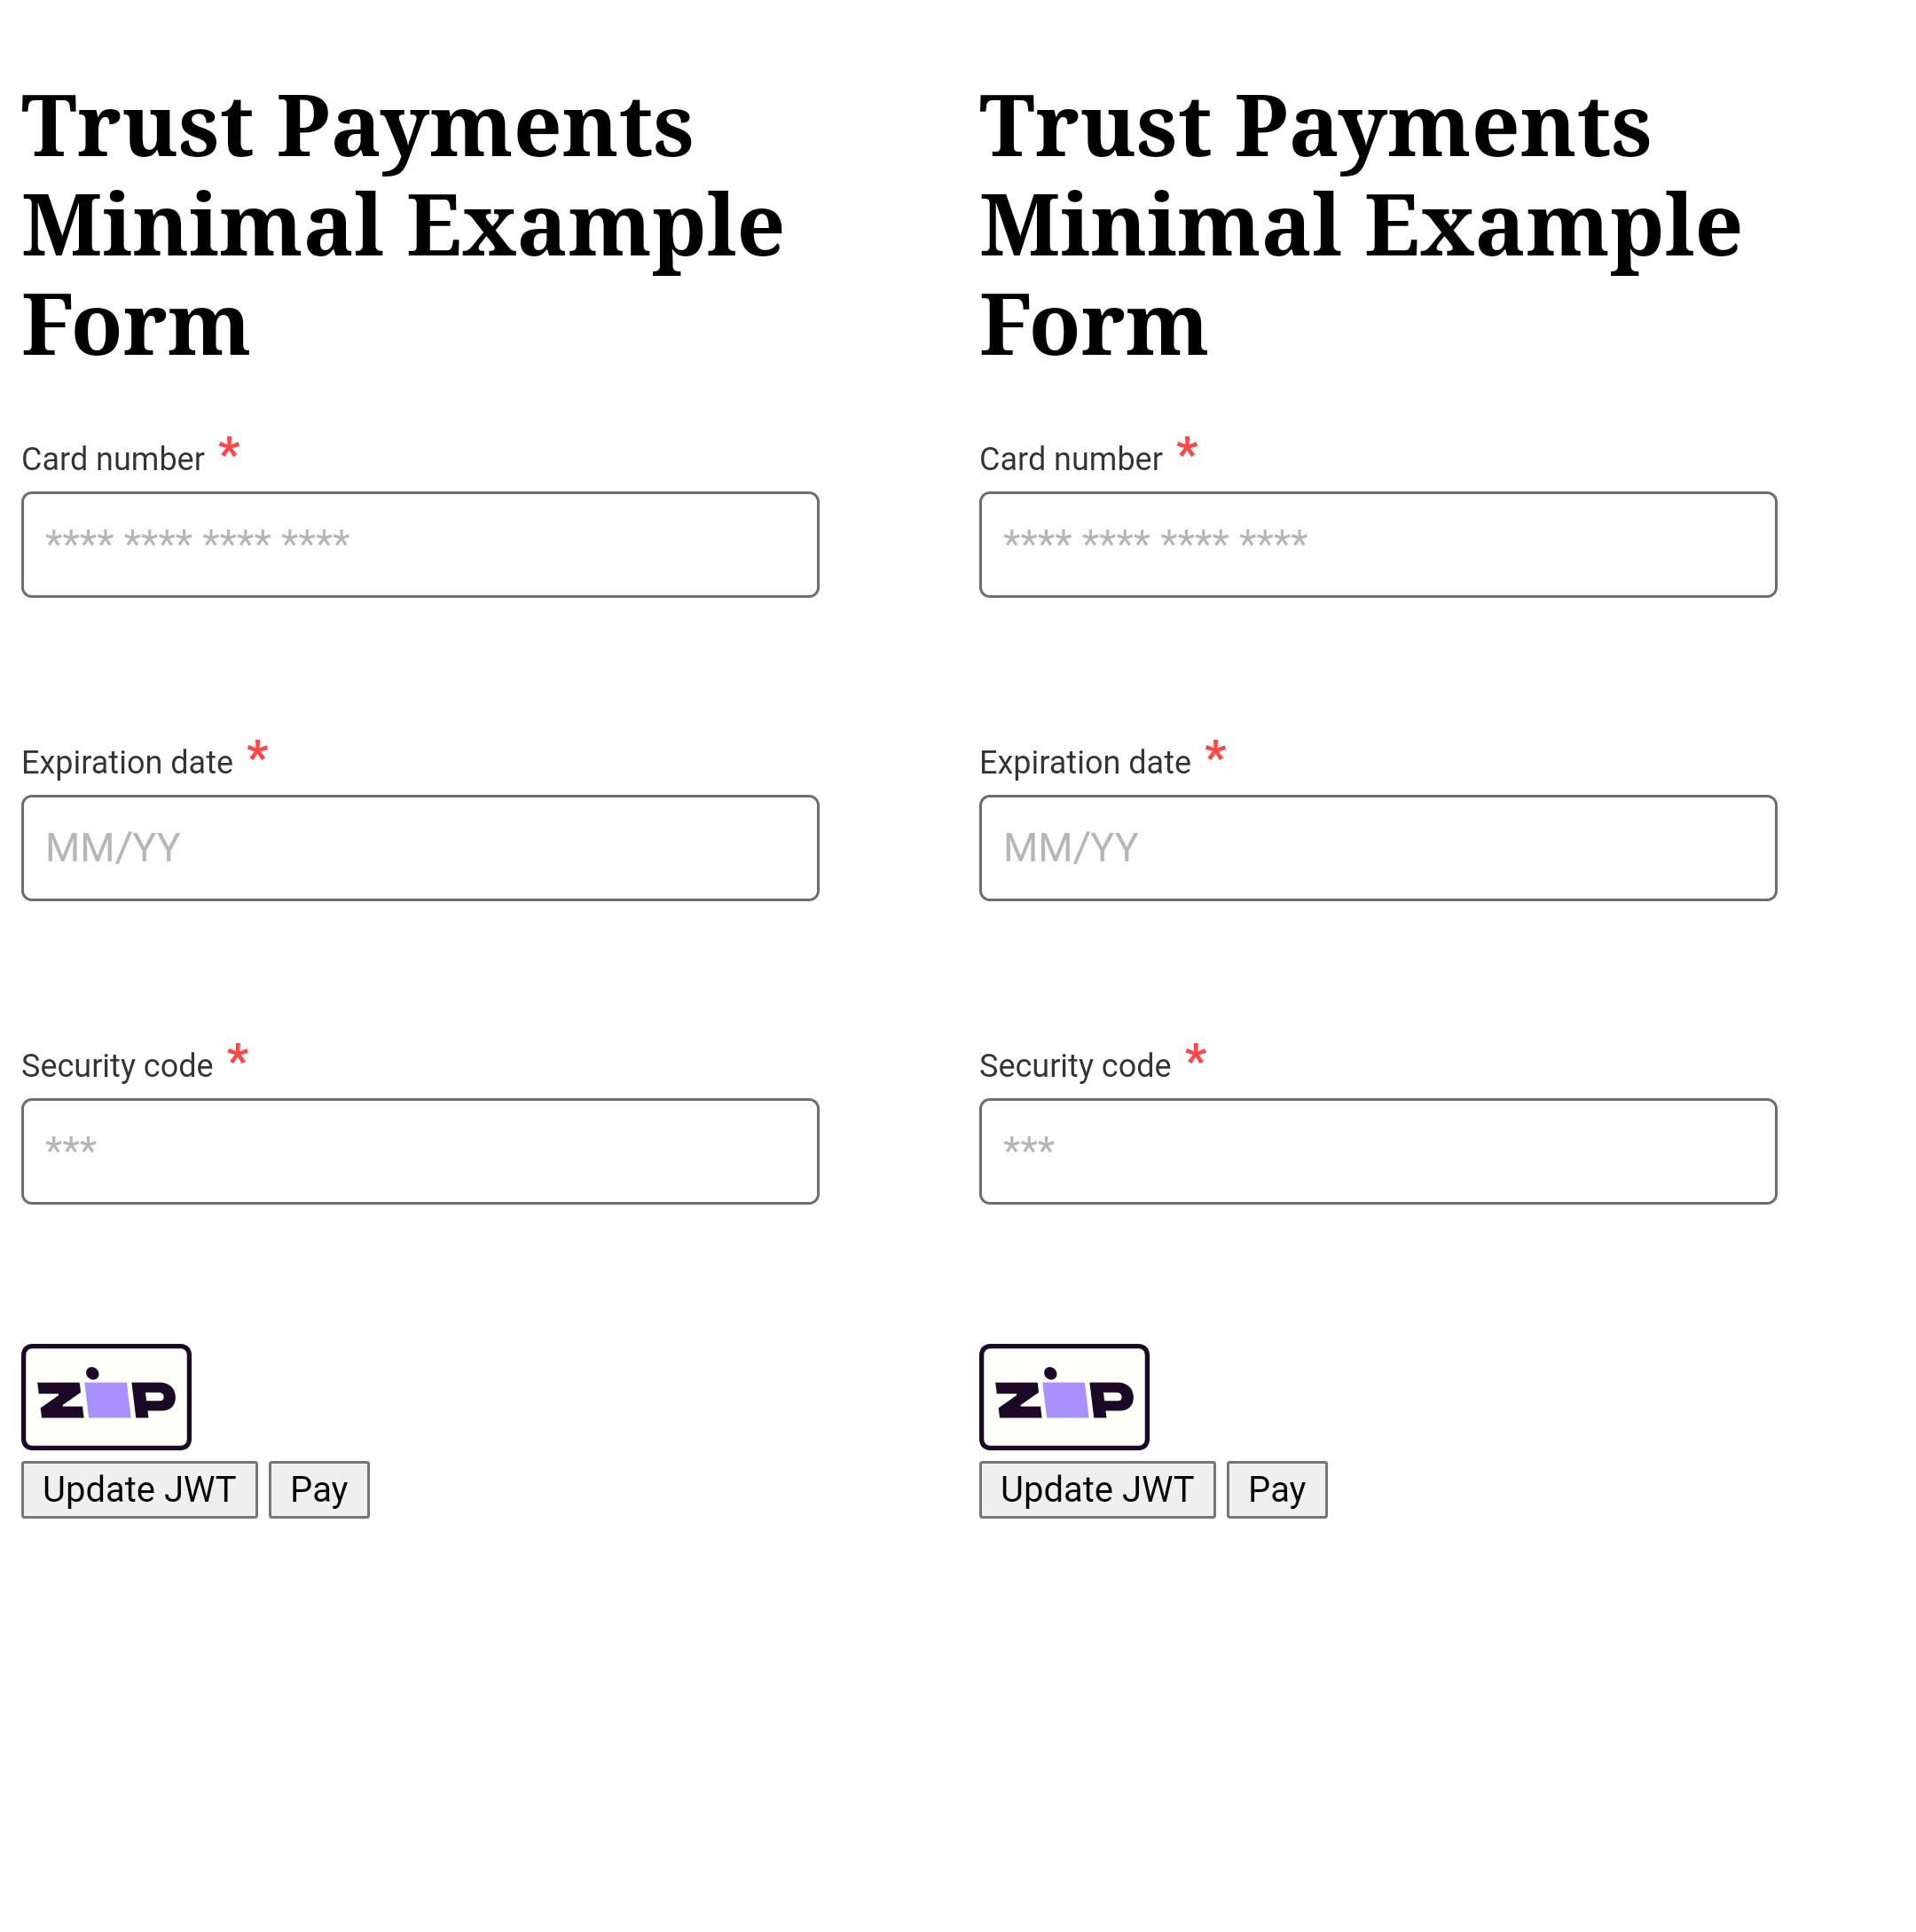 Trust Payments
Minimal Example
Form
Card number *
**** **** **** ****
Expiration date *
MM/YY
Security code *
***
zip
Update JWT Pay
Trust Payments
Minimal Example
Form
Card number *
**** **** **** ****
Expiration date *
MM/YY
Security code *
***
zip
Update JWT Pay